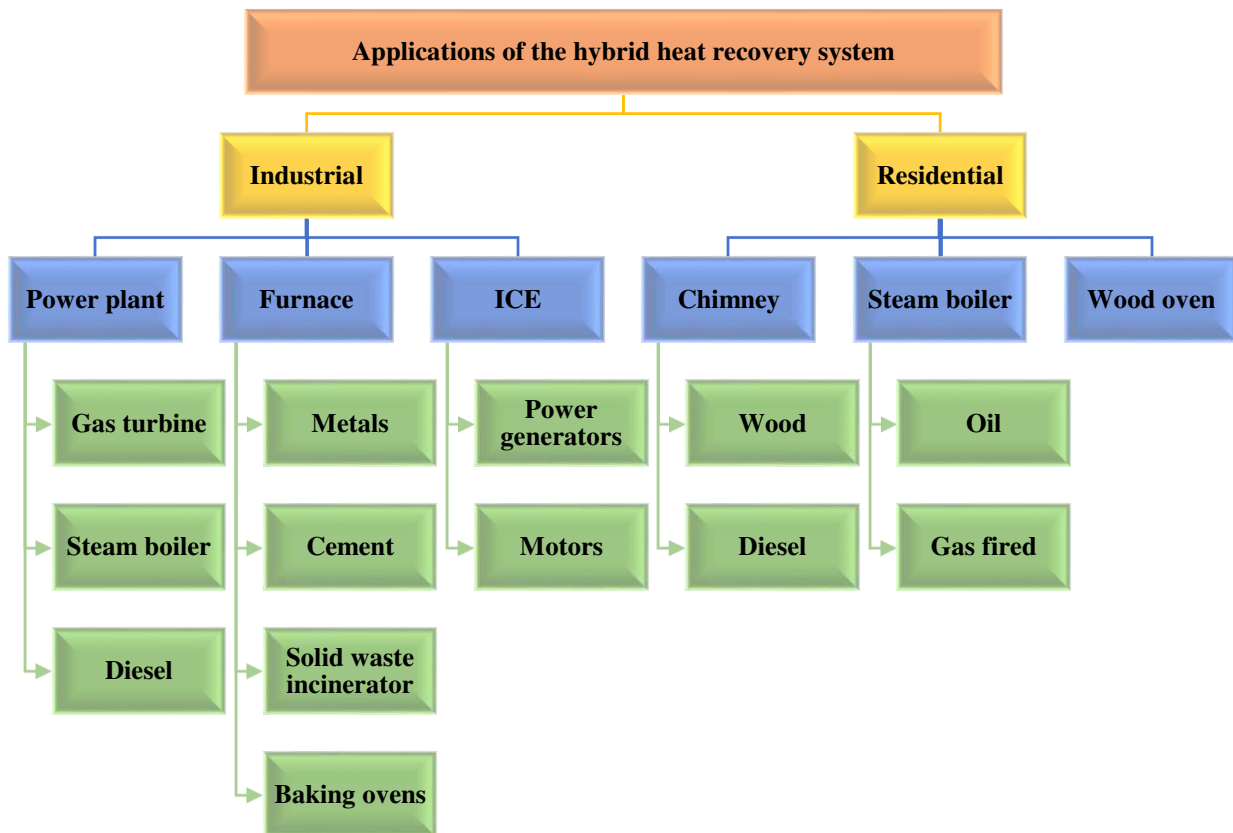 Applications of the hybrid heat recovery system
Industrial
Residential
Power plant
Furnace
ICE
Chimney
Steam boiler
Wood oven
Gas turbine
Metals
Power
generators
Wood
Oil
Steam boiler
Cement
Motors
Diesel
Gas fired
Diesel
Solid waste
incinerator
Baking ovens